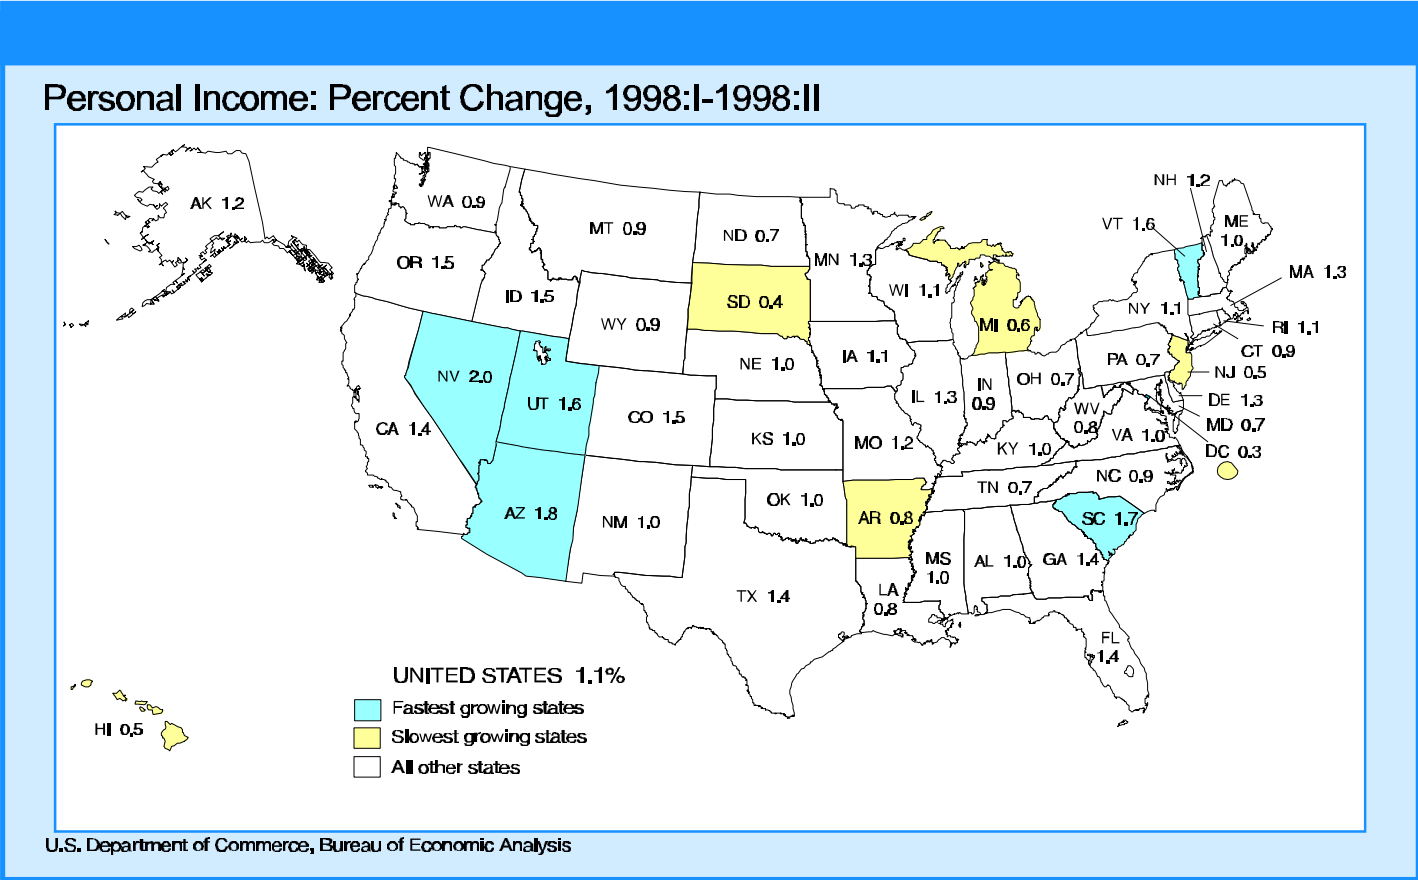 Personal Income: Percent Change, 1998:I-1998:II
AK 1.2
WA 0.9
MT 0.9
ND 0.7
MN 1.3
NH 1.2
VT 1.6
ME
1.0
OR 1.5
ID 1.5
WY 0.9
SD 0.4
WI 1.1
MI 0.6
NY 1.1
MA 1.3
RI 1.1
CT 0.9
NJ 0.5
DE 1.3
MD 0.7
DC 0.3
NV 2.0
UT 1.6
CO 1.5
NE 1.0
IA 1.1
IL 1.3
IN
0.9
OH 0.7
PA 0.7
WV
0.8
VA 1.0
CA 1.4
KS 1.0
MO 1.2
KY 1.0
NC 0.9
TN 0.7
AZ 1.8
NM 1.0
OK 1.0
AR 0.8
SC 1.7
MS
1.0
AL 1.0
GA 1.4
TX 1.4
LA
0.8
FL
1.4
HI 0.5
UNITED STATES 1.1%
Fastest growing states
Slowest growing states
All other states
U.S. Department of Commerce, Bureau of Economic Analysis